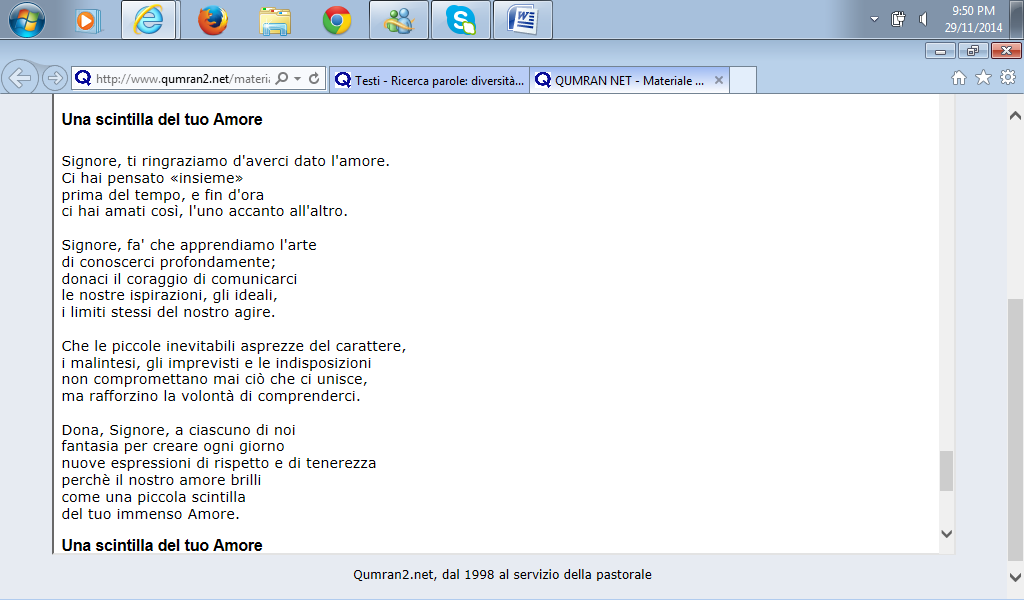 9:50 PM
29/11/2014
http://www.qumran2.net/materi
Testi - Ricerca parole: diversità...
QUMRAN NET - Materiale ...
Una scintilla del tuo Amore
Signore, ti ringraziamo d'averci dato l'amore.
Ci hai pensato «insieme»
prima del tempo, e fin d'ora
ci hai amati così, l'uno accanto all'altro.
Signore, fa' che apprendiamo l'arte
di conoscerci profondamente;
donaci il coraggio di comunicarci
le nostre ispirazioni, gli ideali,
i limiti stessi del nostro agire.
Che le piccole inevitabili asprezze del carattere,
i malintesi, gli imprevisti e le indisposizioni
non compromettano mai ciò che ci unisce,
ma rafforzino la volontà di comprenderci.
Dona, Signore, a ciascuno di noi
fantasia per creare ogni giorno
nuove espressioni di rispetto e di tenerezza
perchè il nostro amore brilli
come una piccola scintilla
del tuo immenso Amore.
Una scintilla del tuo Amore
Qumran2.net, dal 1998 al servizio della pastorale